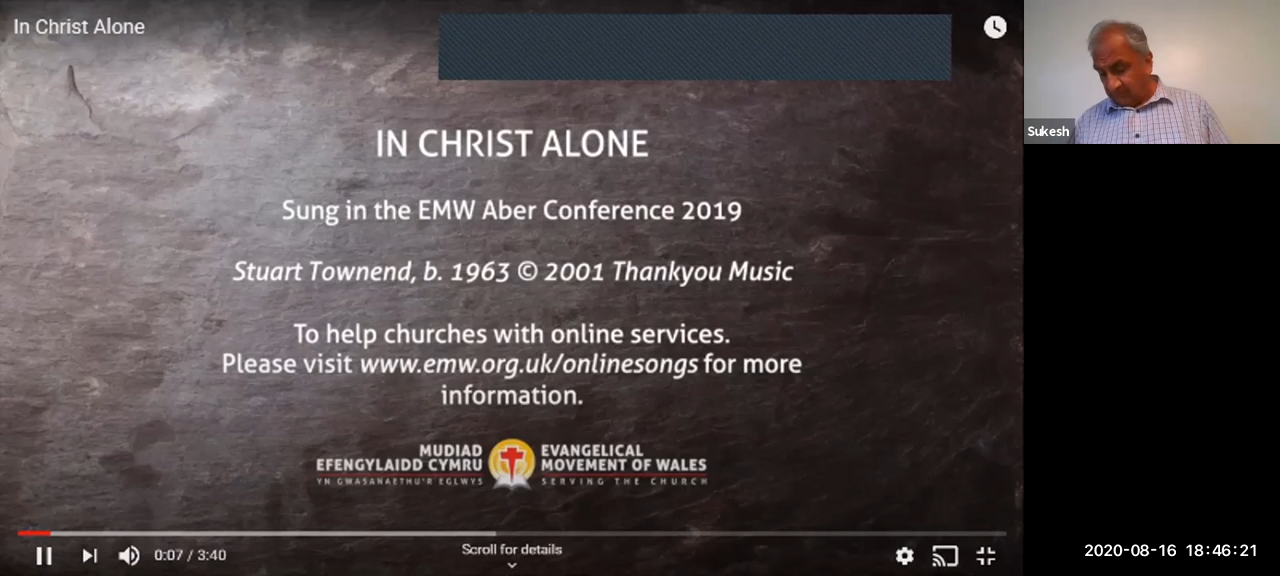 In Christ Alone
IN CHRIST ALONE
Sung in the EMW Aber Conference 2019
Stuart Townend, b. 1963 © 2001 Thankyou Music
To help churches with online services.
Please visit www.emw.org.uk/onlinesongs for more
information.
MUDIAD
EFENGYLAIDD CYMRU
YN GWASANAETHU'R EGLWYS
EVANGELICAL
MOVEMENT OF WALES
SERVING THE CHURCH
0:07 / 3:40
Scroll for details
Sukesh
2020-08-16 18:46:21